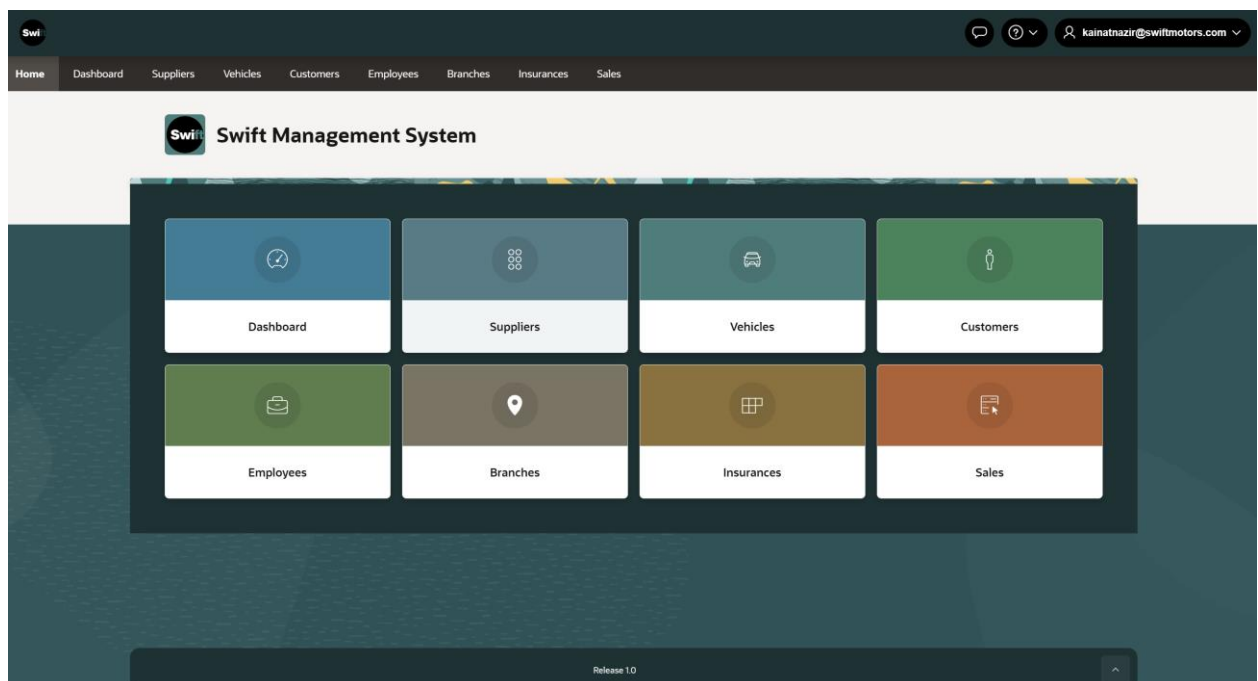 Swi
kainatnazir@swiftmotors.com
Home Dashboard Suppliers Vehicles Customers Employees Branches Insurances Sales
Swift Swift Management System
Dashboard Suppliers Vehicles Customers
Employees Branches Insurances Sales
Release 1.0